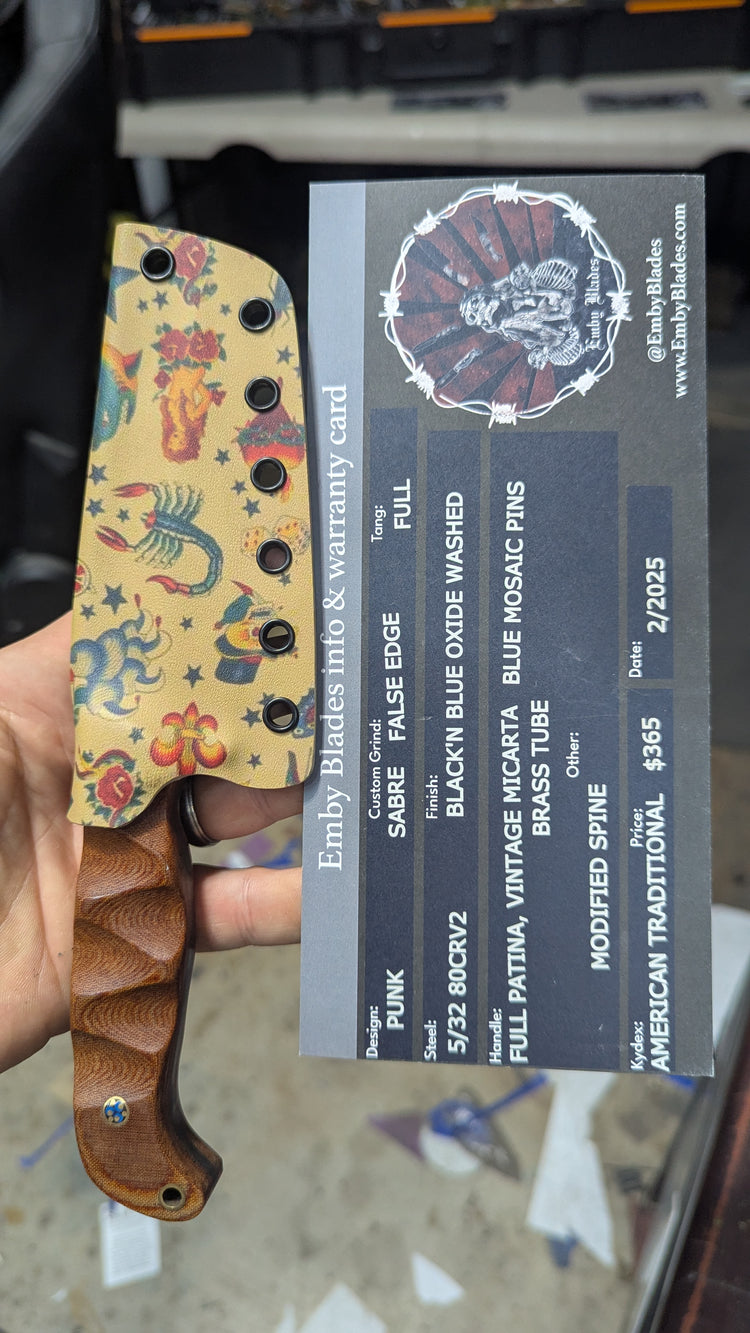 Emby Blades info & warranty card
Design:
PUNK
Custom Grind:
SABRE FALSE EDGE
Tang:
FULL
Steel:
5/32 80CRV2
Finish:
BLACK'N BLUE OXIDE WASHED
Handle:
FULL PATINA, VINTAGE MICARTA BLUE MOSAIC PINS
BRASS TUBE
Other:
MODIFIED SPINE
Kydex:
AMERICAN TRADITIONAL
Price:
$365
Date:
2/2025
Emby Blades
@EmbyBlades
www.EmbyBlades.com